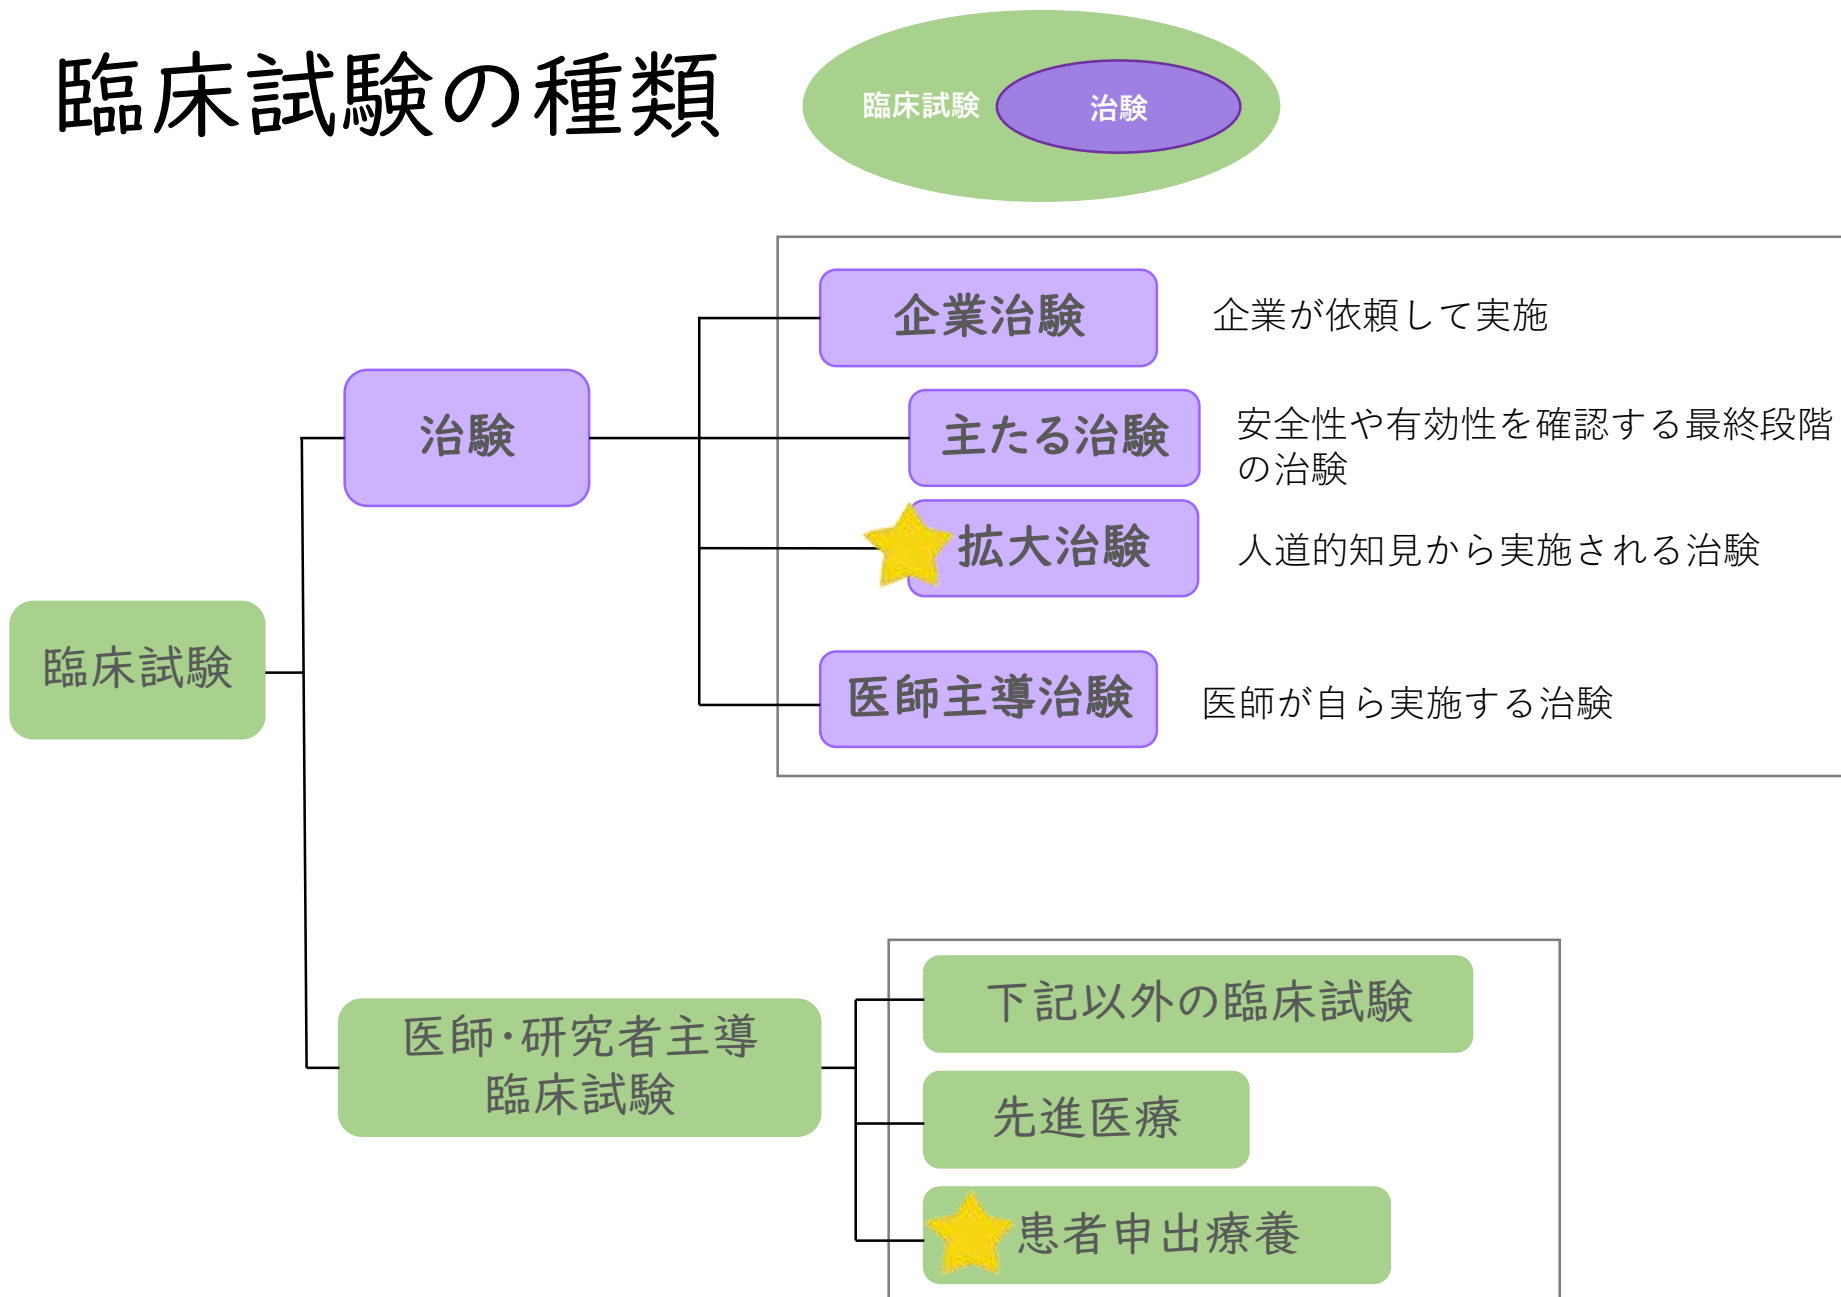 臨床試験の種類
臨床試験
治験
企業治験
企業が依頼して実施
治験
主たる治験
安全性や有効性を確認する最終段階
の治験
拡大治験
人道的知見から実施される治験
臨床試験
医師主導治験
医師が自ら実施する治験
医師・研究者主導
臨床試験
下記以外の臨床試験
先進医療
患者申出療養